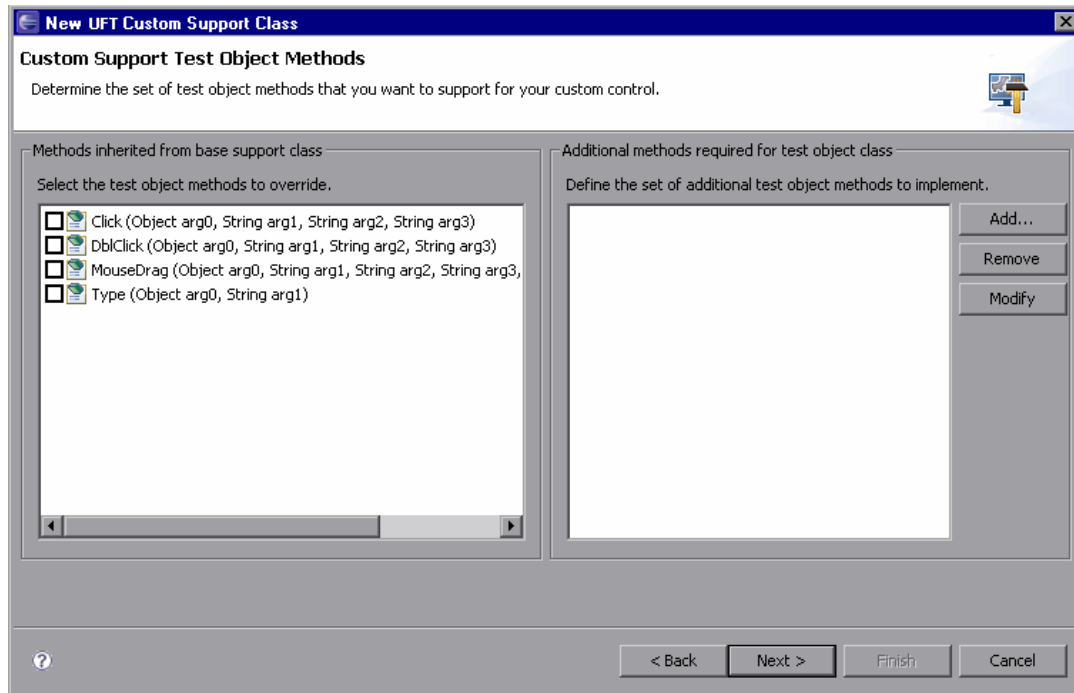 New UFT Custom Support Class
Custom Support Test Object Methods
Determine the set of test object methods that you want to support for your custom control.
Methods inherited from base support class
Select the test object methods to override.
Click (Object arg0, String arg1, String arg2, String arg3)
DblClick (Object arg0, String arg1, String arg2, String arg3)
MouseDrag (Object arg0, String arg1, String arg2, String arg3,
Type (Object arg0, String arg1)
Additional methods required for test object class
Define the set of additional test object methods to implement.
Add...
Remove
Modify
?
< Back
Next >
Finish
Cancel